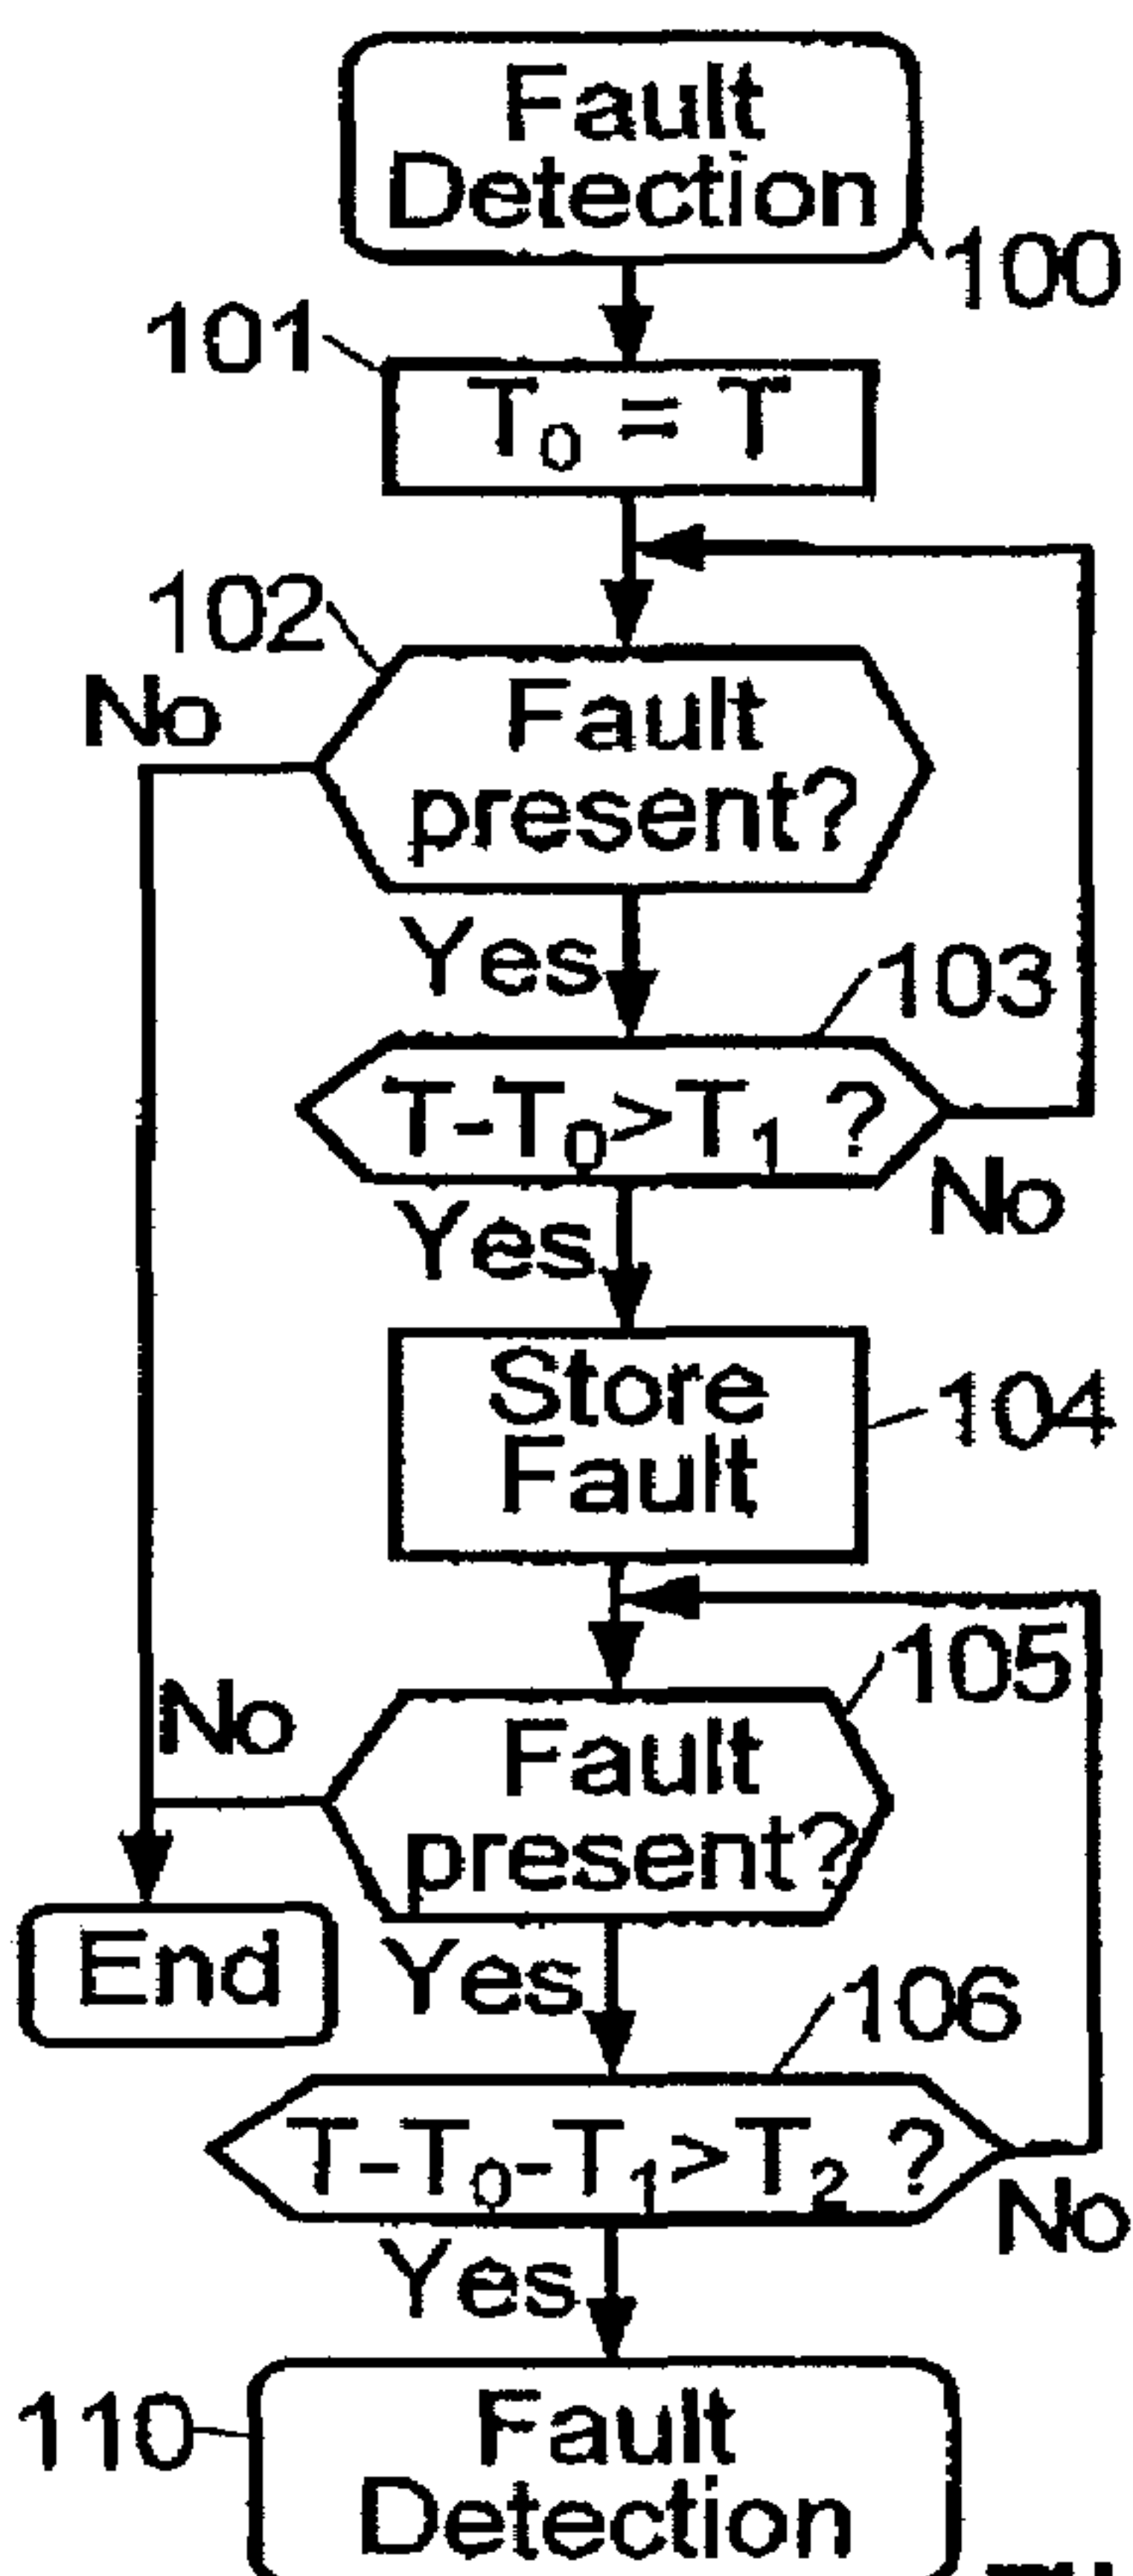 Fault
Detection
100
101
T₀ = T
102
No
Fault
present?
Yes
103
T-T₀>T₁ ?
No
Yes
Store
Fault
104
105
No
Fault
present?
End
Yes
106
T-T₀-T₁>T₂ ?
No
Yes
110
Fault
Detection